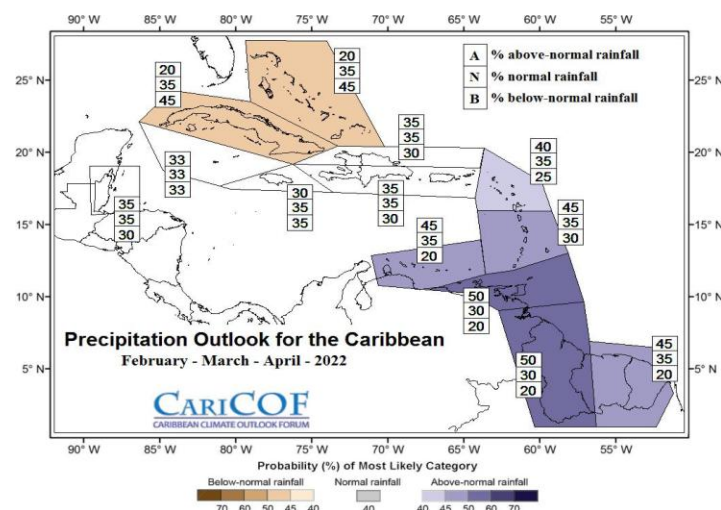 90° W 85° W 80° W 75° W 70° W 65° W 60° W 55° W
25° N
20° N
15° N
10° N
5° N
25° N
20° N
15° N
10° N
5° N
A % above-normal rainfall
N % normal rainfall
B % below-normal rainfall
20
35
45
20
35
45
35
35
30
40
35
25
33
33
33
35
35
30
30
35
35
35
35
30
45
35
30
45
35
20
50
30
20
50
30
20
45
35
20
Precipitation Outlook for the Caribbean
February - March - April - 2022
CARICOF
CARIBBEAN CLIMATE OUTLOOK FORUM
90° W 85° W 80° W 75° W 70° W 65° W 60° W 55° W
Probability (%) of Most Likely Category
Below-normal rainfall Normal rainfall Above-normal rainfall
70 60 50 45 40 40 40 45 50 60 70